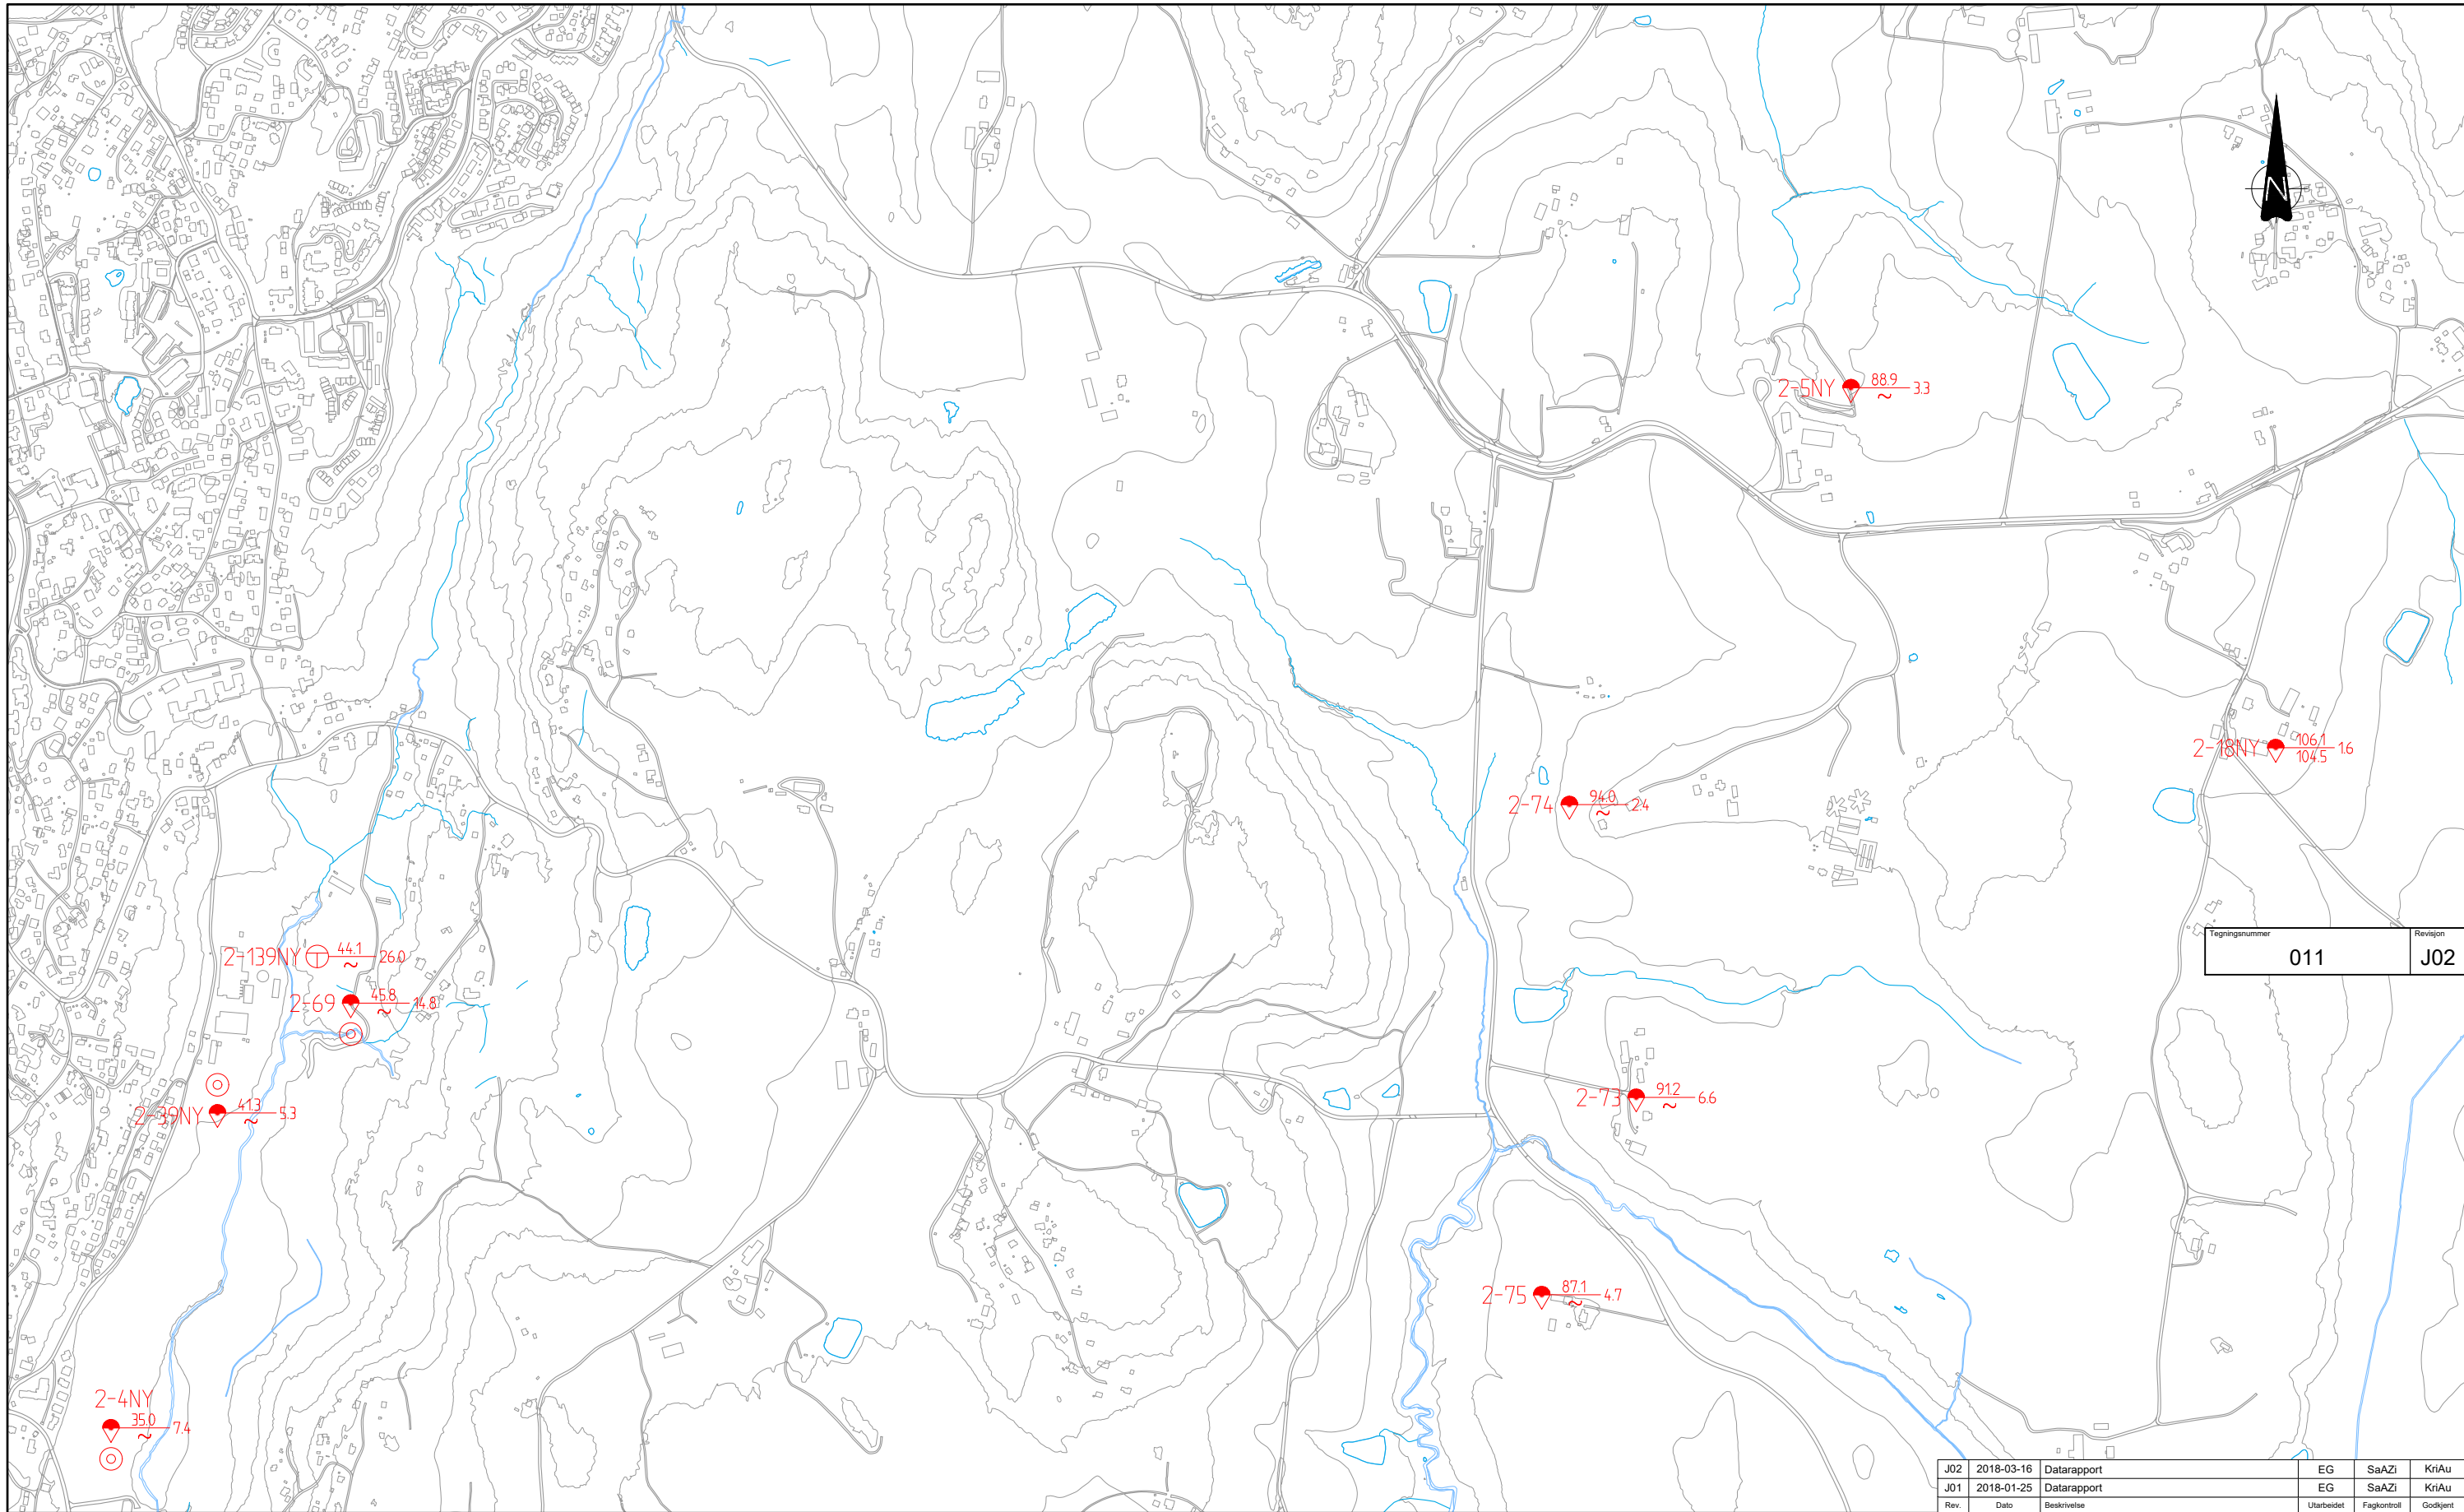 N
2-5NY 88.9 ~ 3.3
2-18NY 106.1 104.5 1.6
2-74 94.0 ~ 2.4
Tegningsnummer Revisjon
011 J02
2-139NY 44.1 ~ 26.0
2-69 45.8 ~ 14.8
2-39NY 41.3 ~ 5.3
2-73 91.2 ~ 6.6
2-75 87.1 ~ 4.7
2-4NY
35.0 ~ 7.4
J02 2018-03-16 Datarapport EG SaAZi KriAu
J01 2018-01-25 Datarapport EG SaAZi KriAu
Rev. Dato Beskrivelse Utarbeidet Fagkontroll Godkjent